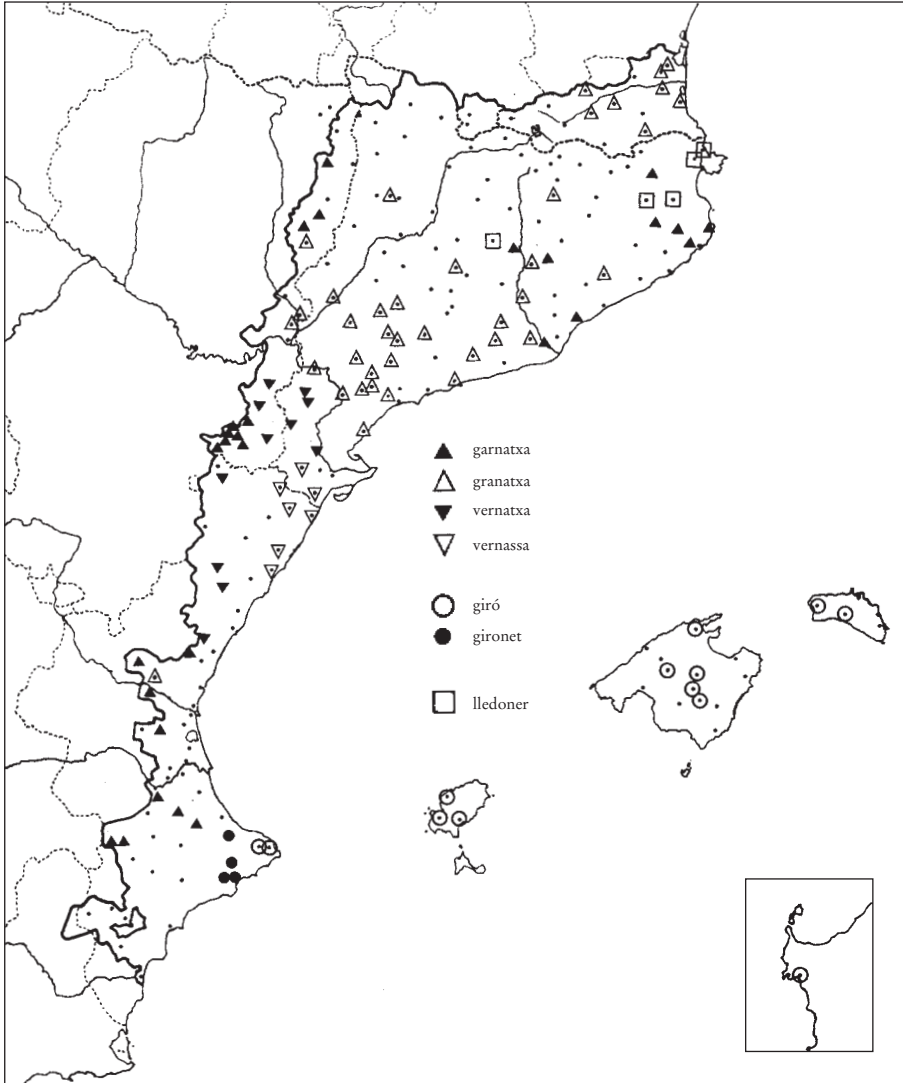 garnatxa
granatxa
vernatxa
vernassa
giró
gironet
lledoner